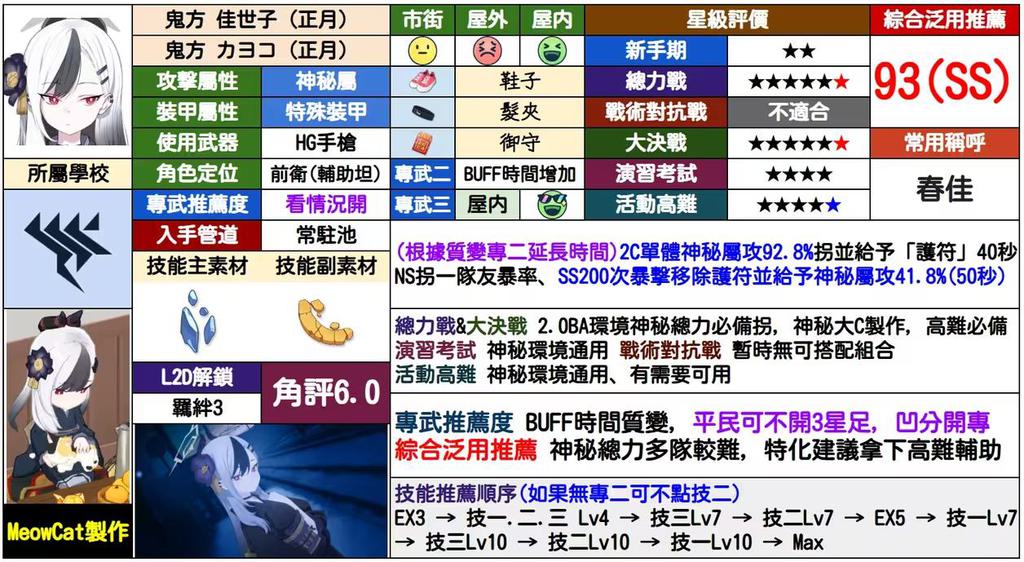 鬼方 佳世子（正月）
鬼方 カヨコ（正月）
市街 屋外 屋内
星級評價
綜合泛用推薦
新手期 ★★
93(SS)
攻擊屬性 神秘屬
鞋子
總力戰 ★★★★★★
裝甲屬性 特殊裝甲
髮夾
戰術對抗戰 不適合
使用武器 HG手槍
御守
大決戰 ★★★★★★
常用稱呼
所屬學校
角色定位 前衛(輔助坦)
專武二 BUFF時間增加
演習考試 ★★★★
春佳
專武推薦度 看情況開
專武三 屋內
活動高難 ★★★★★
入手管道 常駐池
技能主素材 技能副素材
(根據質變專二延長時間)2C單體神秘屬攻92.8%拐並給予「護符」40秒
NS拐一隊友暴率、SS200次暴擊移除護符並給予神秘屬攻41.8%(50秒)
總力戰&大決戰 2.0BA環境神秘總力必備拐, 神秘大C製作, 高難必備
演習考試 神秘環境通用 戰術對抗戰 暫時無可搭配組合
活動高難 神秘環境通用、有需要可用
L2D解鎖
羈絆3
角評6.0
專武推薦度 BUFF時間質變, 平民可不開3星足, 凹分開專
綜合泛用推薦 神秘總力多隊較難, 特化建議拿下高難輔助
技能推薦順序(如果無專二可不點技二)
EX3 → 技一.二.三 Lv4 → 技三Lv7 → 技二Lv7 → EX5 → 技一Lv7
→ 技三Lv10 → 技二Lv10 → 技一Lv10 → Max
MeowCat製作